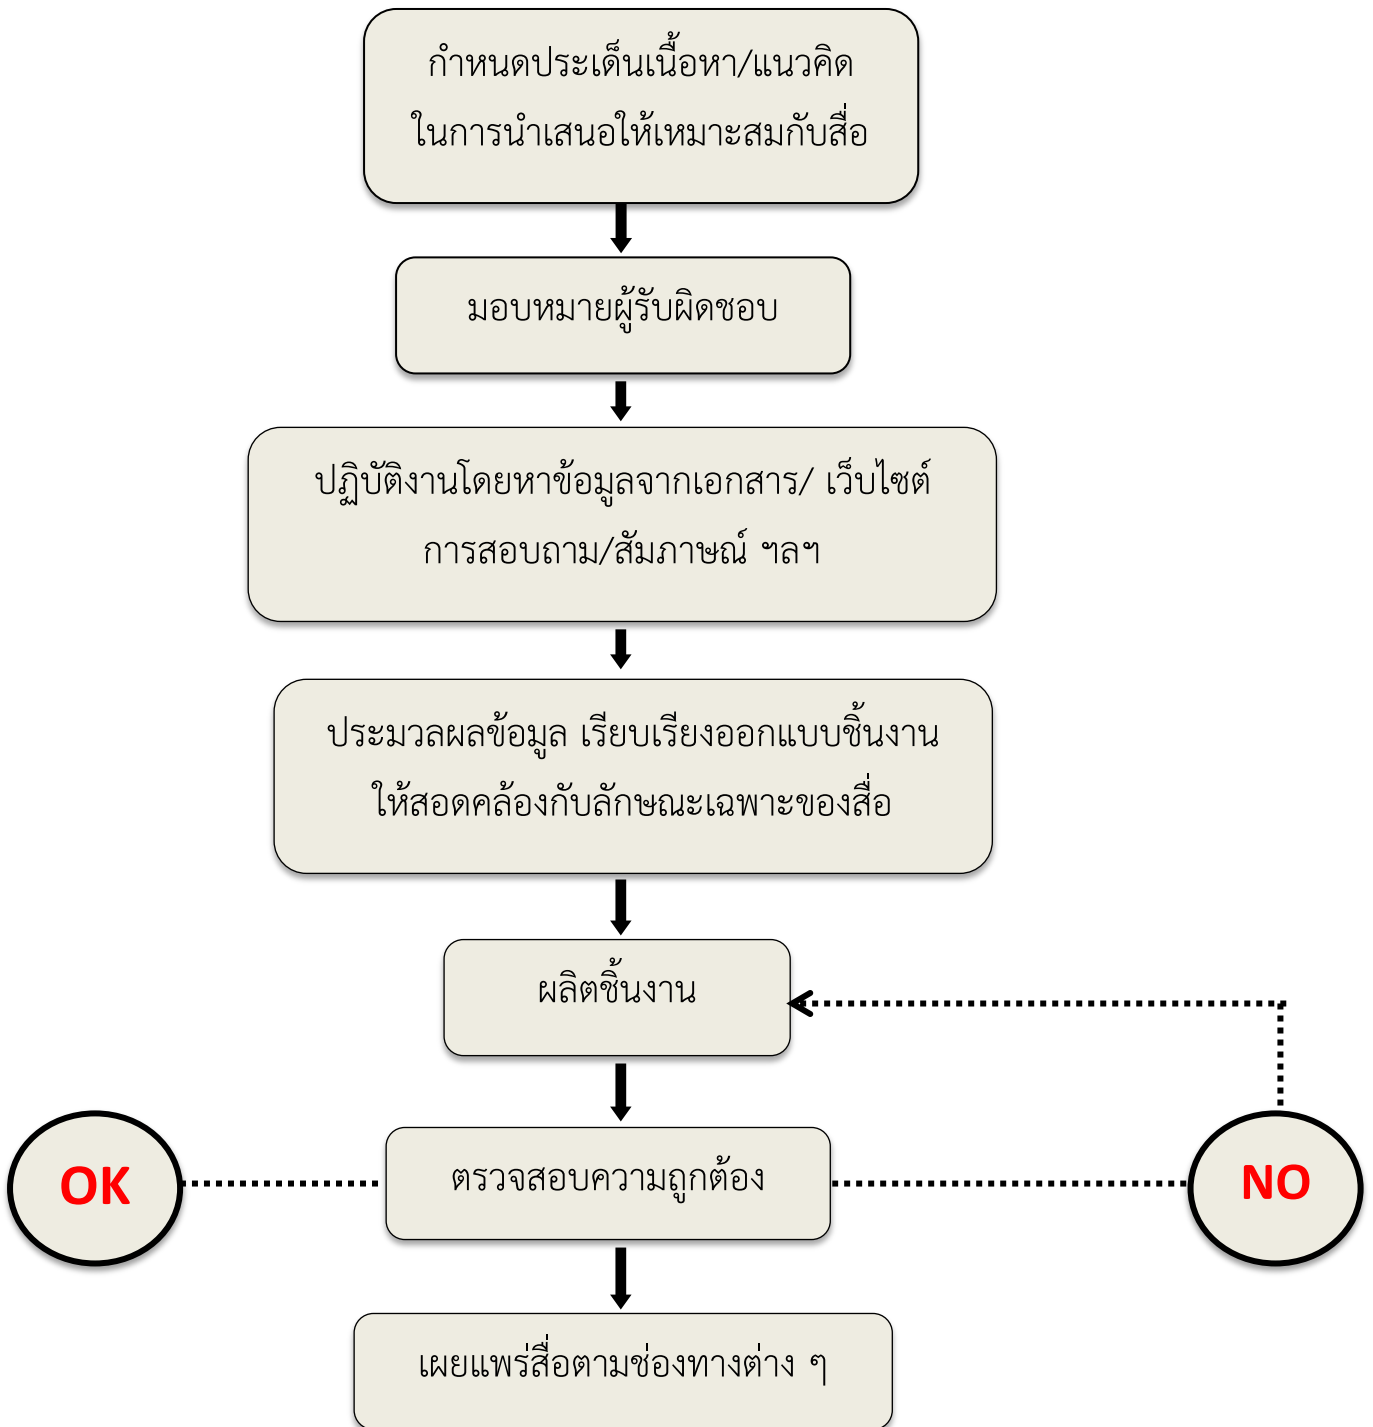 กำหนดประเด็นเนื้อหา/แนวคิด
ในการนำเสนอให้เหมาะสมกับสื่อ
มอบหมายผู้รับผิดชอบ
ปฏิบัติงานโดยหาข้อมูลจากเอกสาร/ เว็บไซต์
การสอบถาม/สัมภาษณ์ ฯลฯ
ประมวลผลข้อมูล เรียบเรียงออกแบบชิ้นงาน
ให้สอดคล้องกับลักษณะเฉพาะของสื่อ
ผลิตชิ้นงาน
OK
ตรวจสอบความถูกต้อง
NO
เผยแพร่สื่อตามช่องทางต่าง ๆ